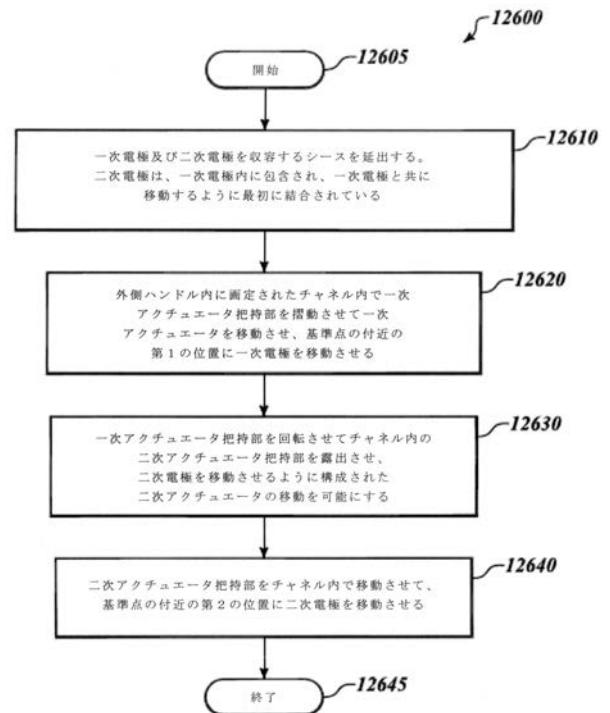 12600
開始
12605
12610
一次電極及び二次電極を収容するシースを延出する。
二次電極は、一次電極内に包含され、一次電極と共に
移動するように最初に結合されている
12620
外側ハンドル内に画定されたチャネル内で一次
アクチュエータ把持部を摺動させて一次
アクチュエータを移動させ、基準点の付近の
第1の位置に一次電極を移動させる
12630
一次アクチュエータ把持部を回転させてチャネル内の
二次アクチュエータ把持部を露出させ、
二次電極を移動させるように構成された
二次アクチュエータの移動を可能にする
12640
二次アクチュエータ把持部をチャネル内で移動させて、
基準点の付近の第2の位置に二次電極を移動させる
終了
12645